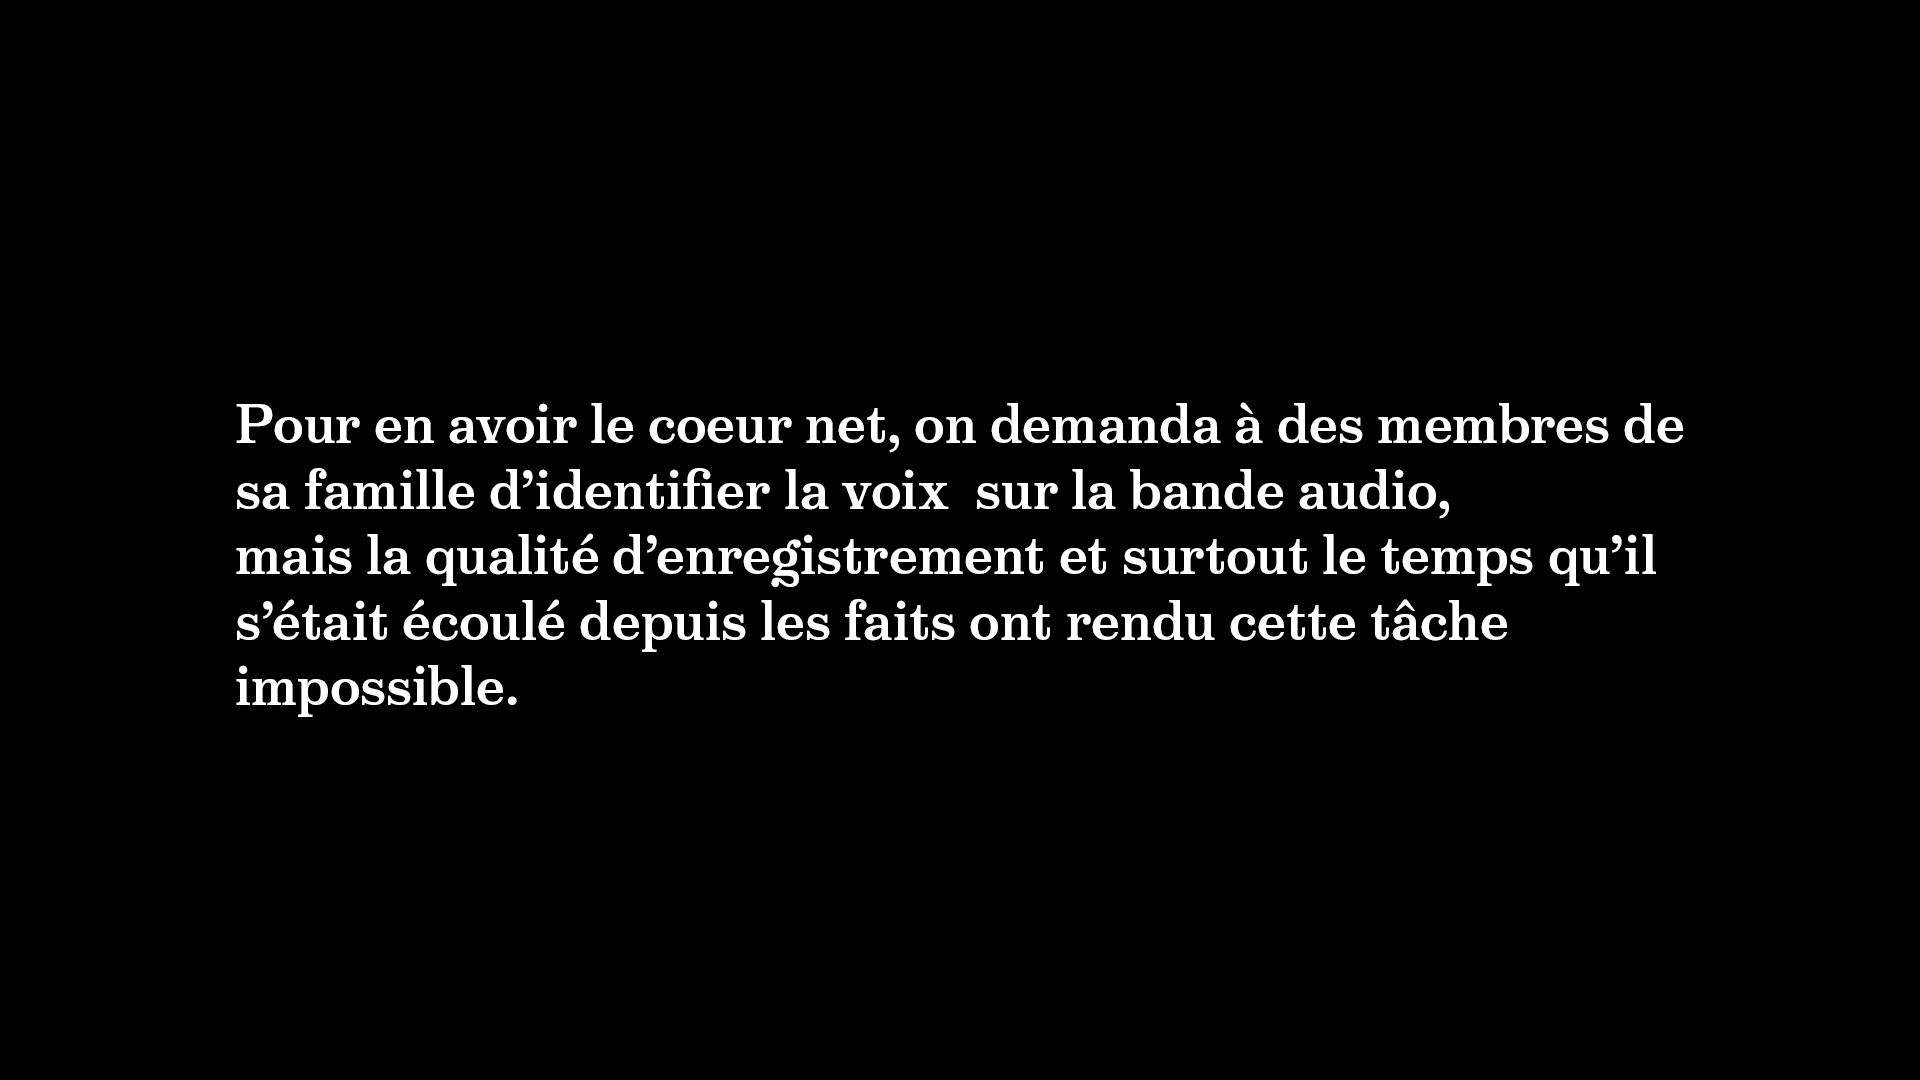 Pour en avoir le coeur net, on demanda à des membres de
sa famille d’identifier la voix  sur la bande audio,
mais la qualité d’enregistrement et surtout le temps qu’il
s’était écoulé depuis les faits ont rendu cette tâche
impossible.